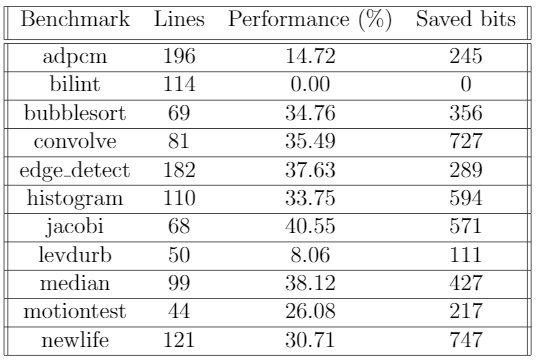 Benchmark Lines Performance (%) Saved bits
adpcm 196 14.72 245
bilint 114 0.00 0
bubblesort 69 34.76 356
convolve 81 35.49 727
edge_detect 182 37.63 289
histogram 110 33.75 594
jacobi 68 40.55 571
levdurb 50 8.06 111
median 99 38.12 427
motiontest 44 26.08 217
newlife 121 30.71 747